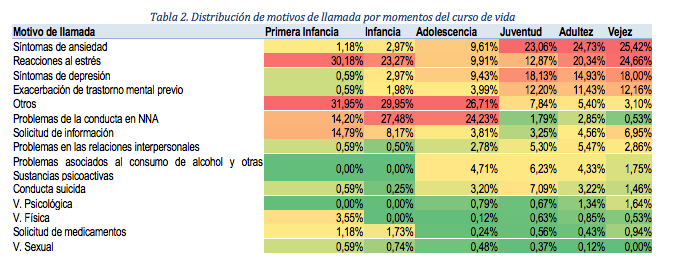 Tabla 2. Distribución de motivos de llamada por momentos del curso de vida
Motivo de llamada Primera Infancia Infancia Adolescencia Juventud Adultez Vejez
Síntomas de ansiedad 1,18% 2,97% 9,61% 23,06% 24,73% 25,42%
Reacciones al estrés 30,18% 23,27% 9,91% 12,87% 20,34% 24,66%
Síntomas de depresión 0,59% 2,97% 9,43% 18,13% 14,93% 18,00%
Exacerbación de trastorno mental previo 0,59% 1,98% 3,99% 12,20% 11,43% 12,16%
Otros 31,95% 29,95% 26,71% 7,84% 5,40% 3,10%
Problemas de la conducta en NNA 14,20% 27,48% 24,23% 1,79% 2,85% 0,53%
Solicitud de información 14,79% 8,17% 3,81% 3,25% 4,56% 6,95%
Problemas en las relaciones interpersonales 0,59% 0,50% 2,78% 5,30% 5,47% 2,86%
Problemas asociados al consumo de alcohol y otras
Sustancias psicoactivas 0,00% 0,00% 4,71% 6,23% 4,33% 1,75%
Conducta suicida 0,59% 0,25% 3,20% 7,09% 3,22% 1,46%
V. Psicológica 0,00% 0,00% 0,79% 0,67% 1,34% 1,64%
V. Física 3,55% 0,00% 0,12% 0,63% 0,85% 0,53%
Solicitud de medicamentos 1,18% 1,73% 0,24% 0,56% 0,43% 0,94%
V. Sexual 0,59% 0,74% 0,48% 0,37% 0,12% 0,00%